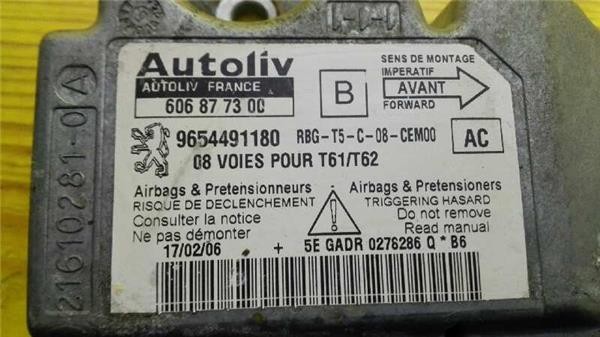 Autoliv
AUTOLIV FRANCE
606 87 73 00
B
SENS DE MONTAGE
IMPERATIF
AVANT
FORWARD
9654491180 RBG-T5-C-08-CEM00 AC
08 VOIES POUR T61/T62
Airbags & Pretensionneurs
RISQUE DE DECLENCHEMENT
Consulter la notice
Ne pas démonter
Airbags & Pretensioners
TRIGGERING HASARD
Do not remove
Read manual
17/02/06 + 5E GADR 0276286 Q * B6
21610281-0 A